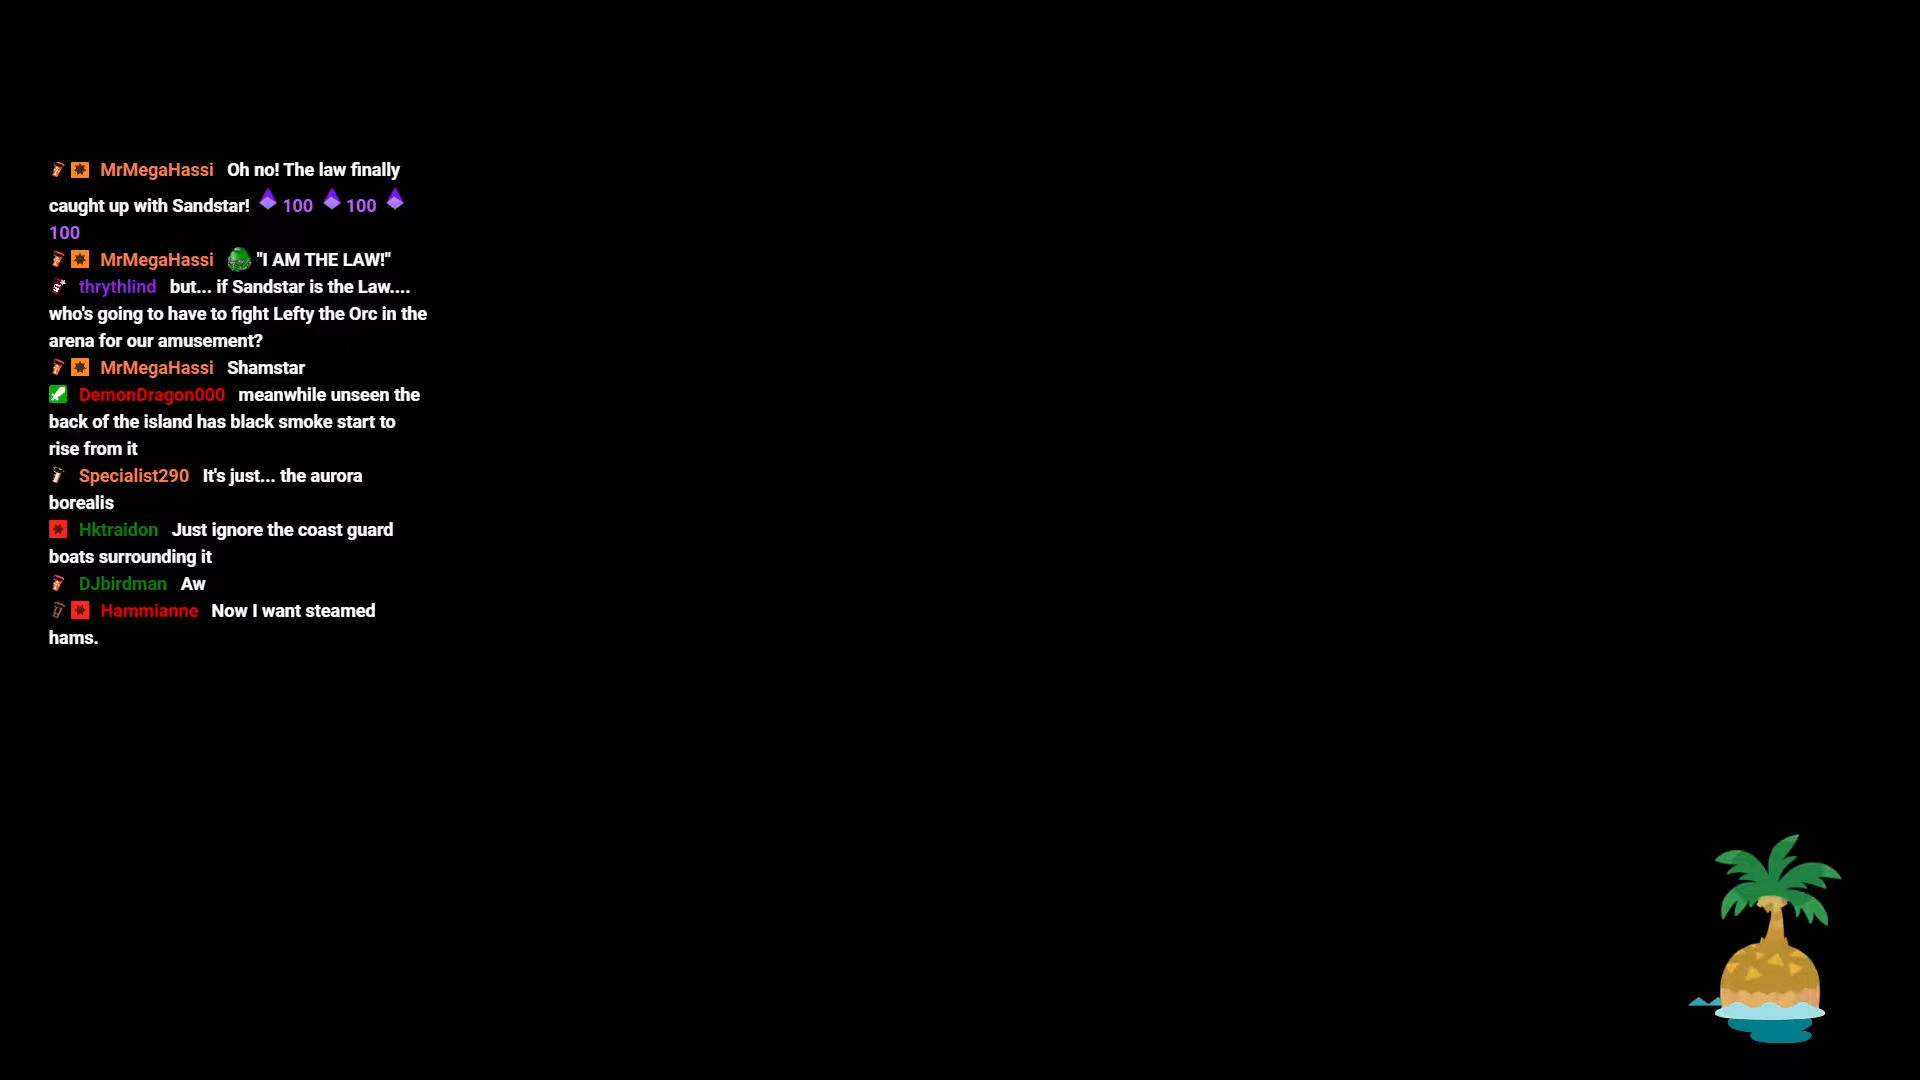 MrMegaHassi Oh no! The law finally
caught up with Sandstar! 100 100
100
MrMegaHassi "I AM THE LAW!"
thrythlind but... if Sandstar is the Law....
who's going to have to fight Lefty the Orc in the
arena for our amusement?
MrMegaHassi Shamstar
DemonDragon000 meanwhile unseen the
back of the island has black smoke start to
rise from it
Specialist290 It's just... the aurora
borealis
Hktraidon Just ignore the coast guard
boats surrounding it
DJbirdman Aw
Hammianne Now I want steamed
hams.